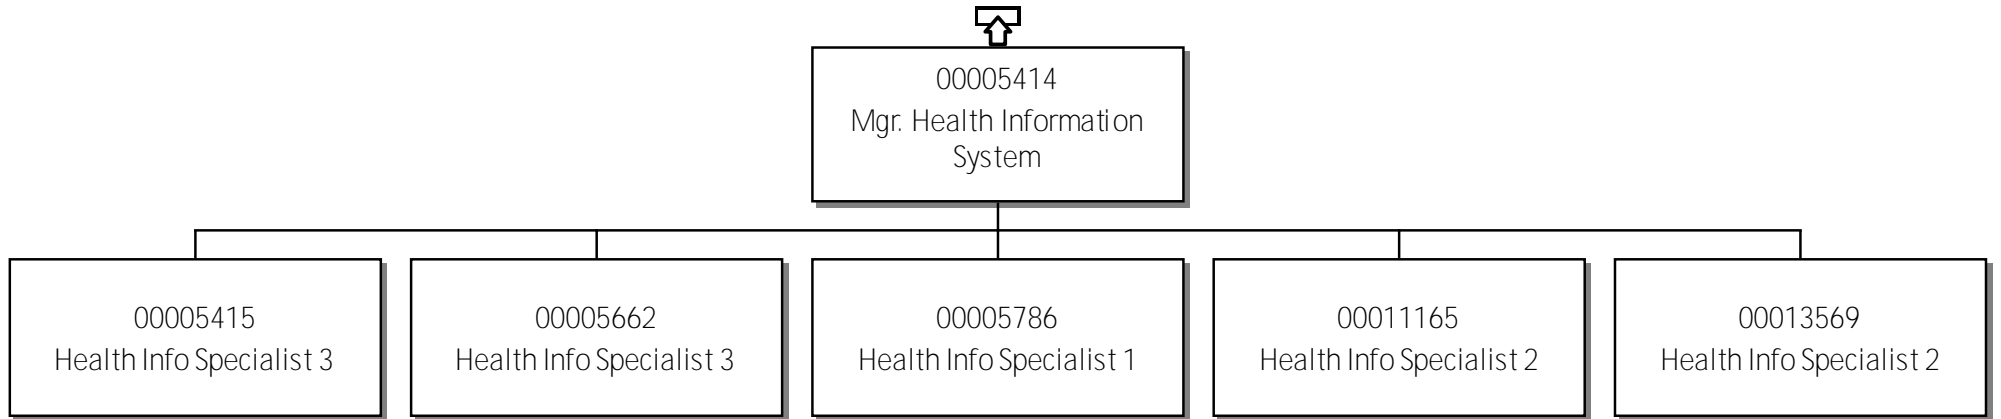 00005414
Mgr. Health Information
System
00005415
Health Info Specialist 3
00005662
Health Info Specialist 3
00005786
Health Info Specialist 1
00011165
Health Info Specialist 2
00013569
Health Info Specialist 2